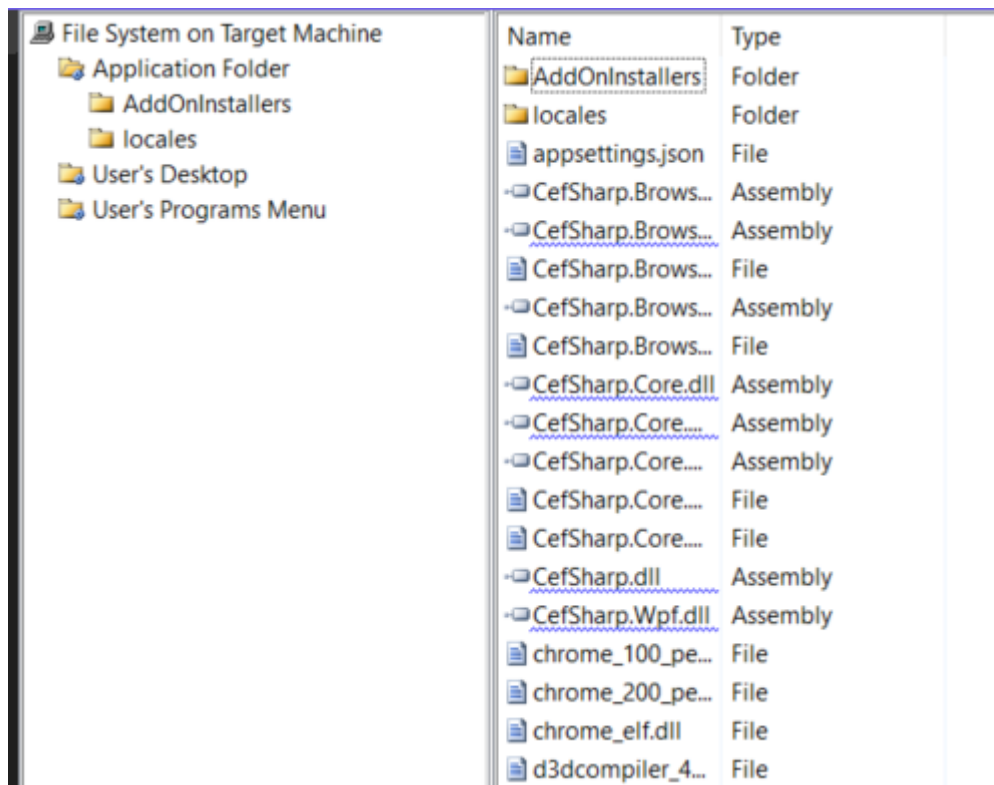 File System on Target Machine
Application Folder
AddOnInstallers
locales
User's Desktop
User's Programs Menu
Name Type
AddOnInstallers Folder
locales Folder
appsettings.json File
CefSharp.Brows... Assembly
CefSharp.Brows... Assembly
CefSharp.Brows... File
CefSharp.Brows... Assembly
CefSharp.Brows... File
CefSharp.Core.dll Assembly
CefSharp.Core.... Assembly
CefSharp.Core.... Assembly
CefSharp.Core.... File
CefSharp.Core.... File
CefSharp.dll Assembly
CefSharp.Wpf.dll Assembly
chrome_100_pe... File
chrome_200_pe... File
chrome_elf.dll File
d3dcompiler_4... File